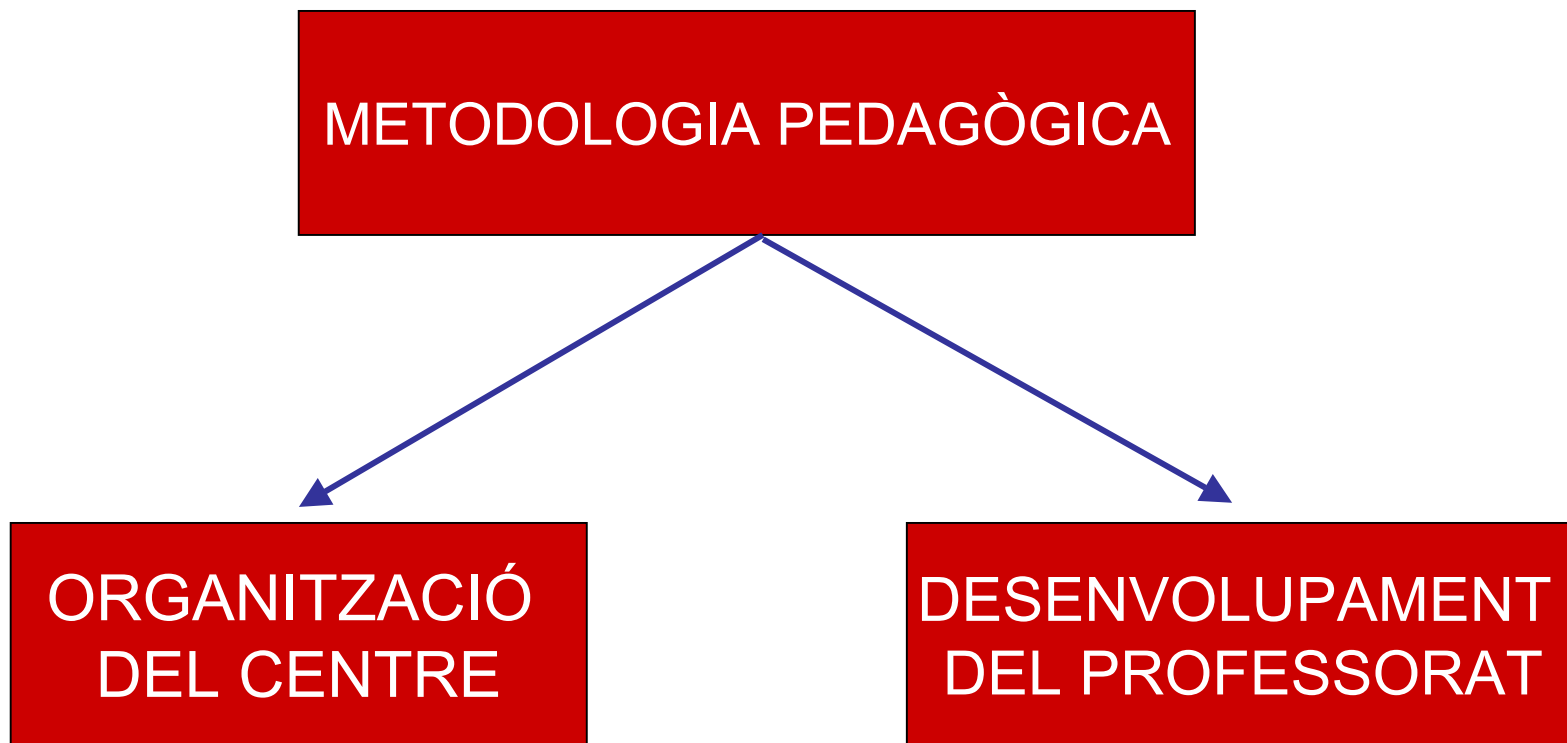 METODOLOGIA PEDAGÒGICA
ORGANITZACIÓ
DEL CENTRE
DESENVOLUPAMENT
DEL PROFESSORAT